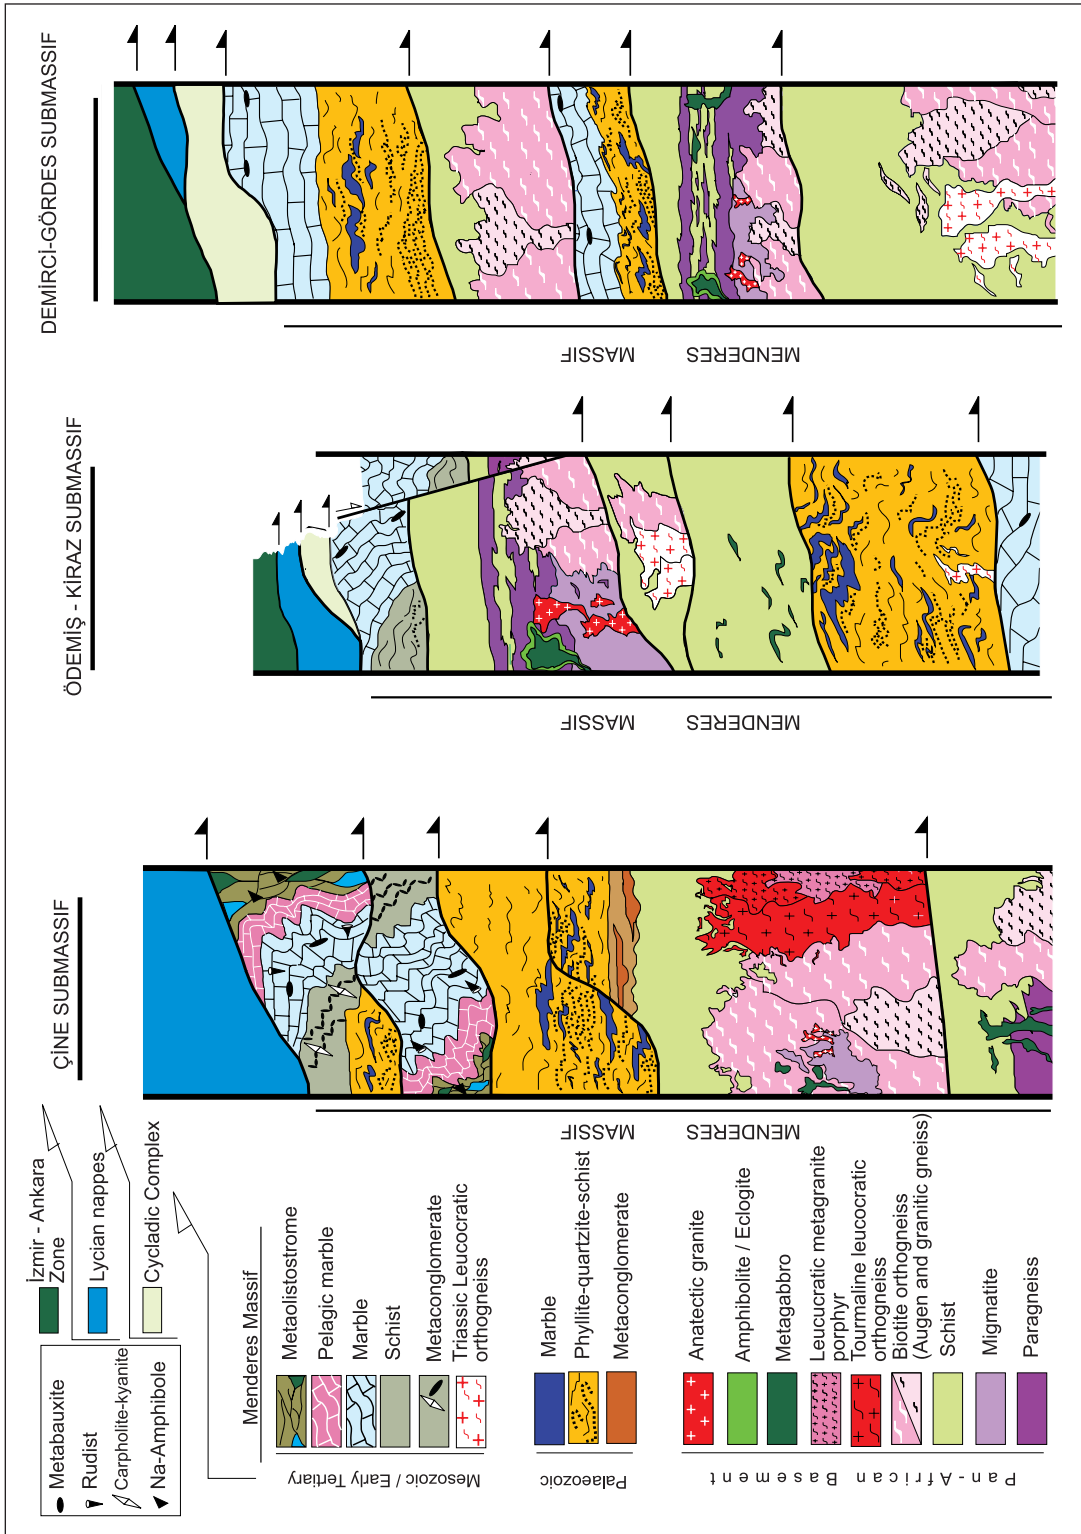 DEMİRCİ-GÖRDES SUBMASSIF
MENDERES MASSIF
ÖDEMİŞ - KİRAZ SUBMASSIF
MENDERES MASSIF
ÇİNE SUBMASSIF
MENDERES MASSIF
İzmir - Ankara
Zone
Lycian nappes
Cycladic Complex
Metabauxite
Rudist
Carpholite-kyanite
Na-Amphibole
Menderes Massif
Metaolistostrome
Pelagic marble
Marble
Schist
Metaconglomerate
Triassic Leucocratic
orthogneiss
Mesozoic / Early Tertiary
Marble
Phyllite-quartzite-schist
Metaconglomerate
Palaeozoic
Anatectic granite
Amphibolite / Eclogite
Metagabbro
Leucucratic metagranite
porphyr
Tourmaline leucocratic
orthogneiss
Biotite orthogneiss
(Augen and granitic gneiss)
Schist
Migmatite
Paragneiss
Pan-African Basement